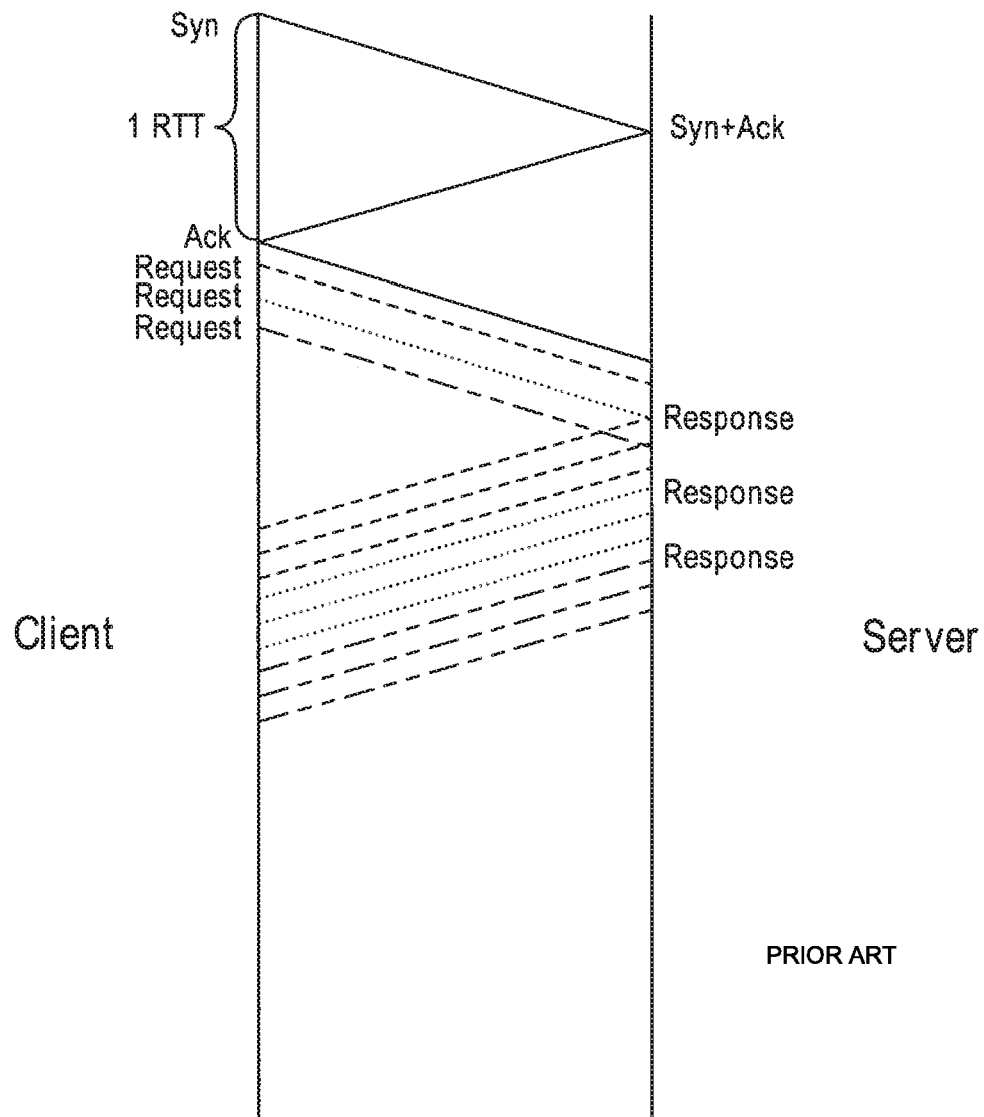 Syn
1 RTT
Syn+Ack
Ack
Request
Request
Request
Response
Response
Response
Client
Server
PRIOR ART